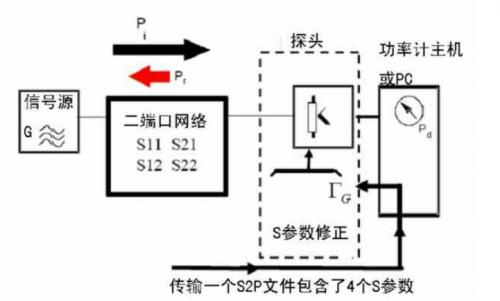 Pi
Pr
探头
功率计主机
或PC
信号源
G
二端口网络
S11 S21
S12 S22
Pd
ΓG
S参数修正
传输一个S2P文件包含了4个S参数